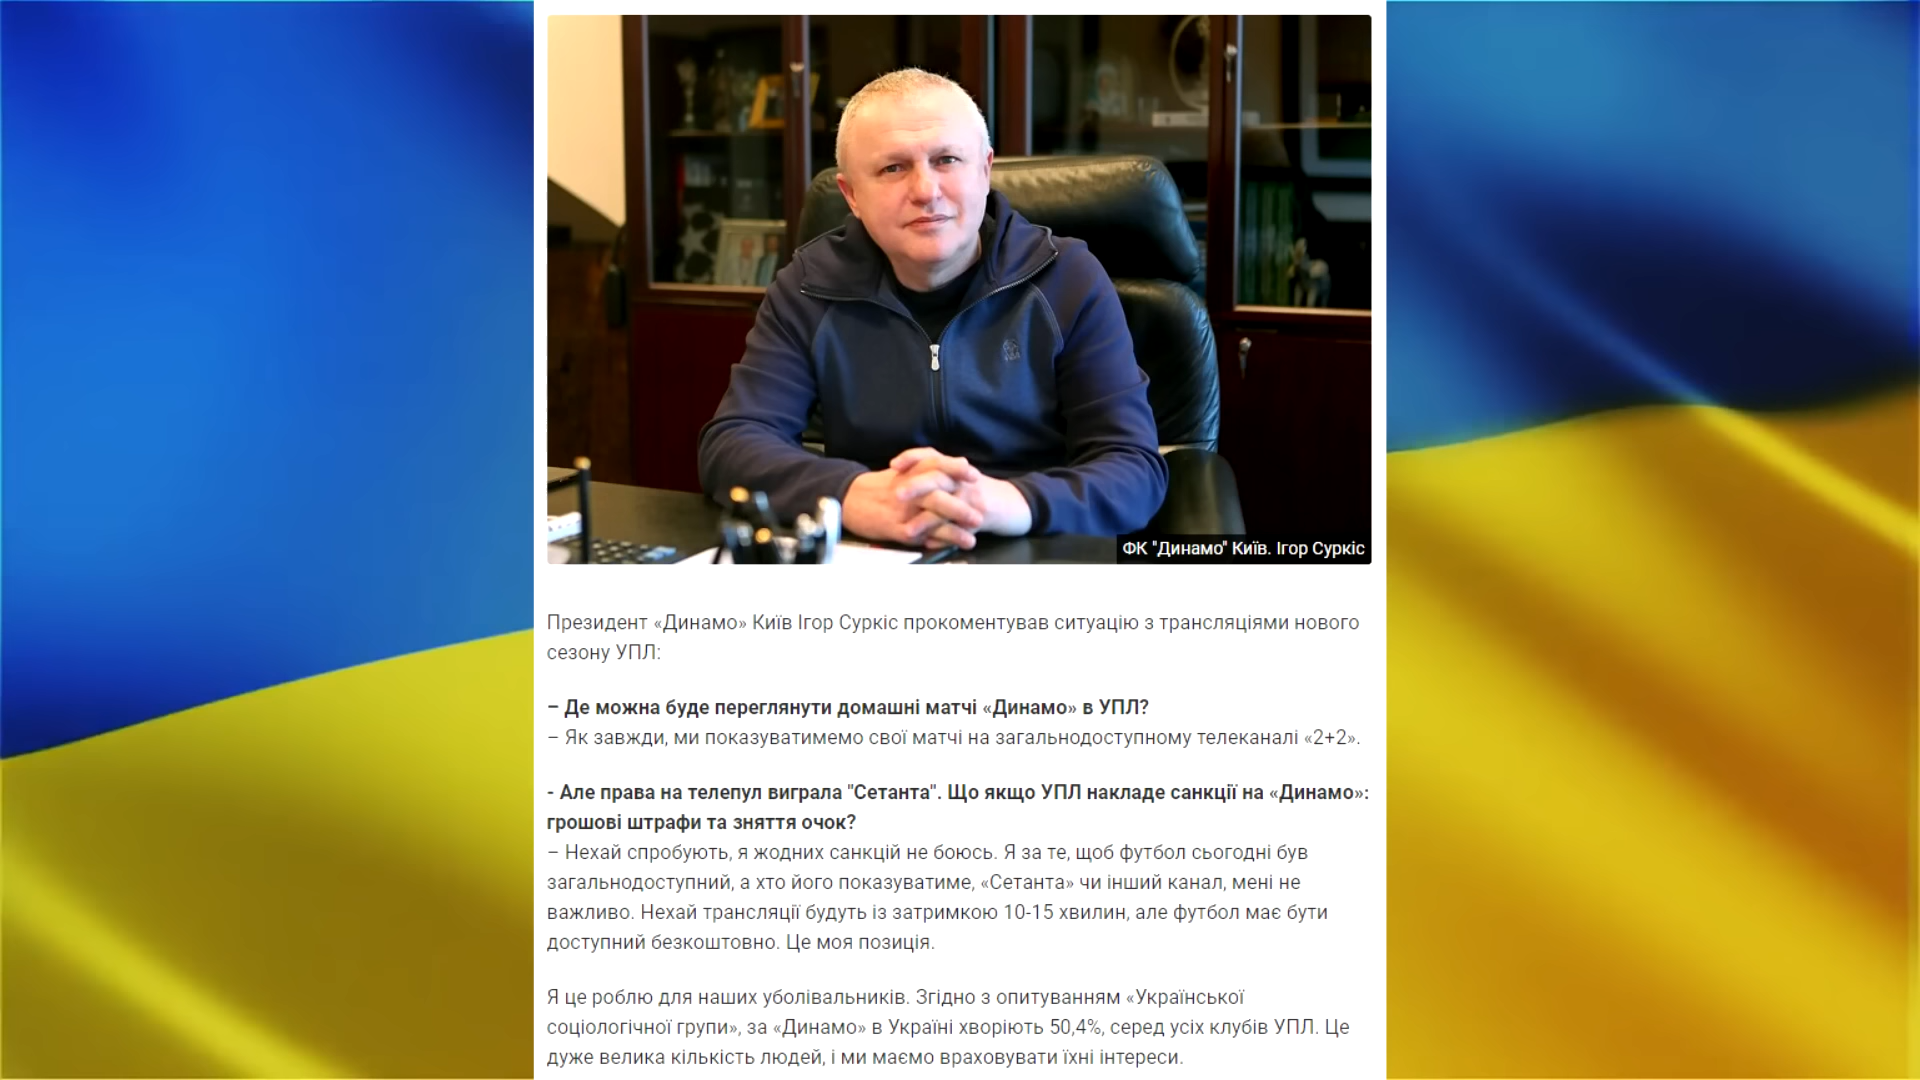 ФК "Динамо" Київ. Ігор Суркіс
Президент «Динамо» Київ Ігор Суркіс прокоментував ситуацію з трансляціями нового
сезону УПЛ:
– Де можна буде переглянути домашні матчі «Динамо» в УПЛ?
– Як завжди, ми показуватимемо свої матчі на загальнодоступному телеканалі «2+2».
- Але права на телепул виграла "Сетанта". Що якщо УПЛ накладе санкції на «Динамо»:
грошові штрафи та зняття очок?
– Нехай спробують, я жодних санкцій не боюсь. Я за те, щоб футбол сьогодні був
загальнодоступний, а хто його показуватиме, «Сетанта» чи інший канал, мені не
важливо. Нехай трансляції будуть із затримкою 10-15 хвилин, але футбол має бути
доступний безкоштовно. Це моя позиція.
Я це роблю для наших уболівальників. Згідно з опитуванням «Української
соціологічної групи», за «Динамо» в Україні хворіють 50,4%, серед усіх клубів УПЛ. Це
дуже велика кількість людей, і ми маємо враховувати їхні інтереси.